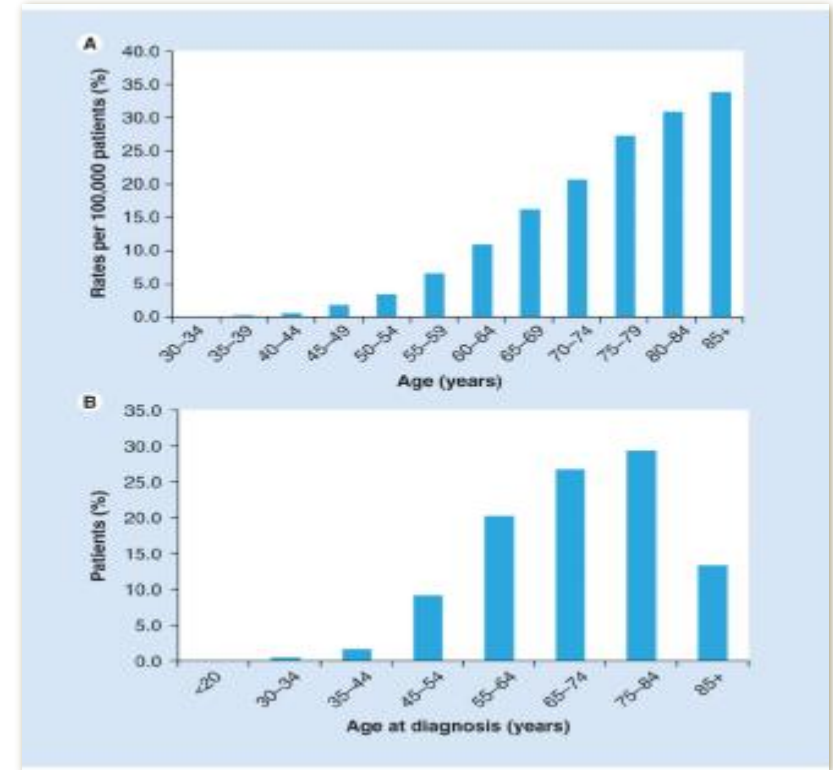 A
Rates per 100,000 patients (%)
40.0
35.0
30.0
25.0
20.0
15.0
10.0
5.0
0.0
30–34 35–39 40–44 45–49 50–54 55–59 60–64 65–69 70–74 75–79 80–84 85+
Age (years)
B
Patients (%)
35.0
30.0
25.0
20.0
15.0
10.0
5.0
0.0
<20 30–34 35–44 45–54 55–64 65–74 75–84 85+
Age at diagnosis (years)